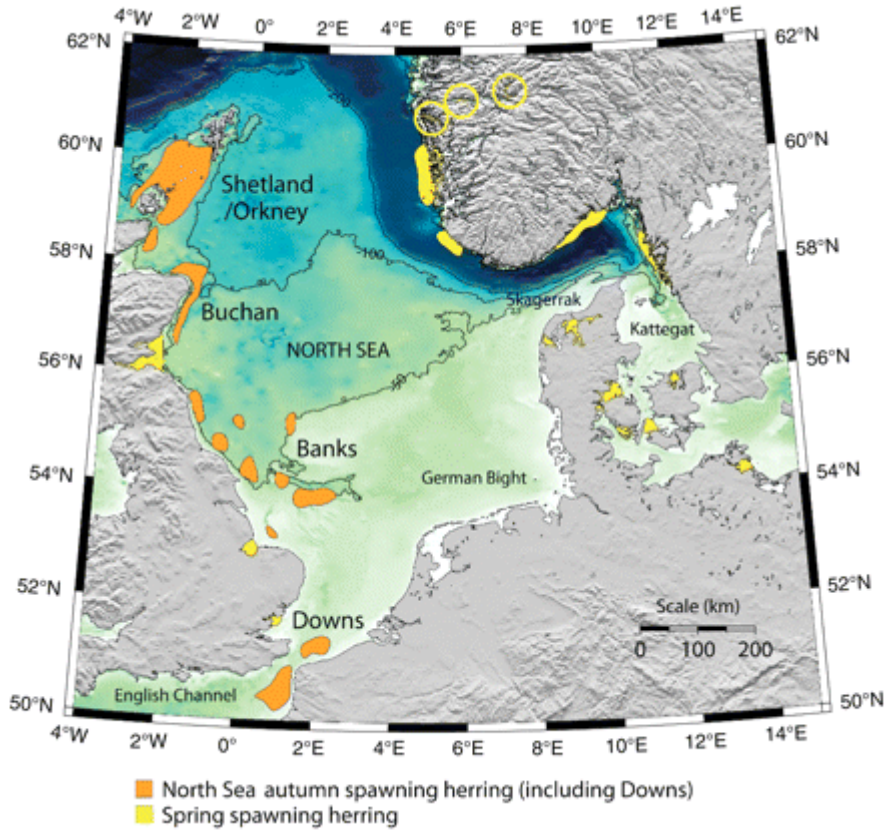 4°W 2°W 0° 2°E 4°E 6°E 8°E 10°E 12°E 14°E
62°N 62°N
60°N 60°N
200
Shetland
/Orkney
58°N 58°N
100
Skagerrak
Buchan
Kattegat
NORTH SEA
56°N 56°N
50
Banks
54°N 54°N
German Bight
52°N 52°N
Scale (km)
Downs
0 100 200
English Channel
50°N 50°N
4°W 2°W 0° 2°E 4°E 6°E 8°E 10°E 12°E 14°E
North Sea autumn spawning herring (including Downs)
Spring spawning herring